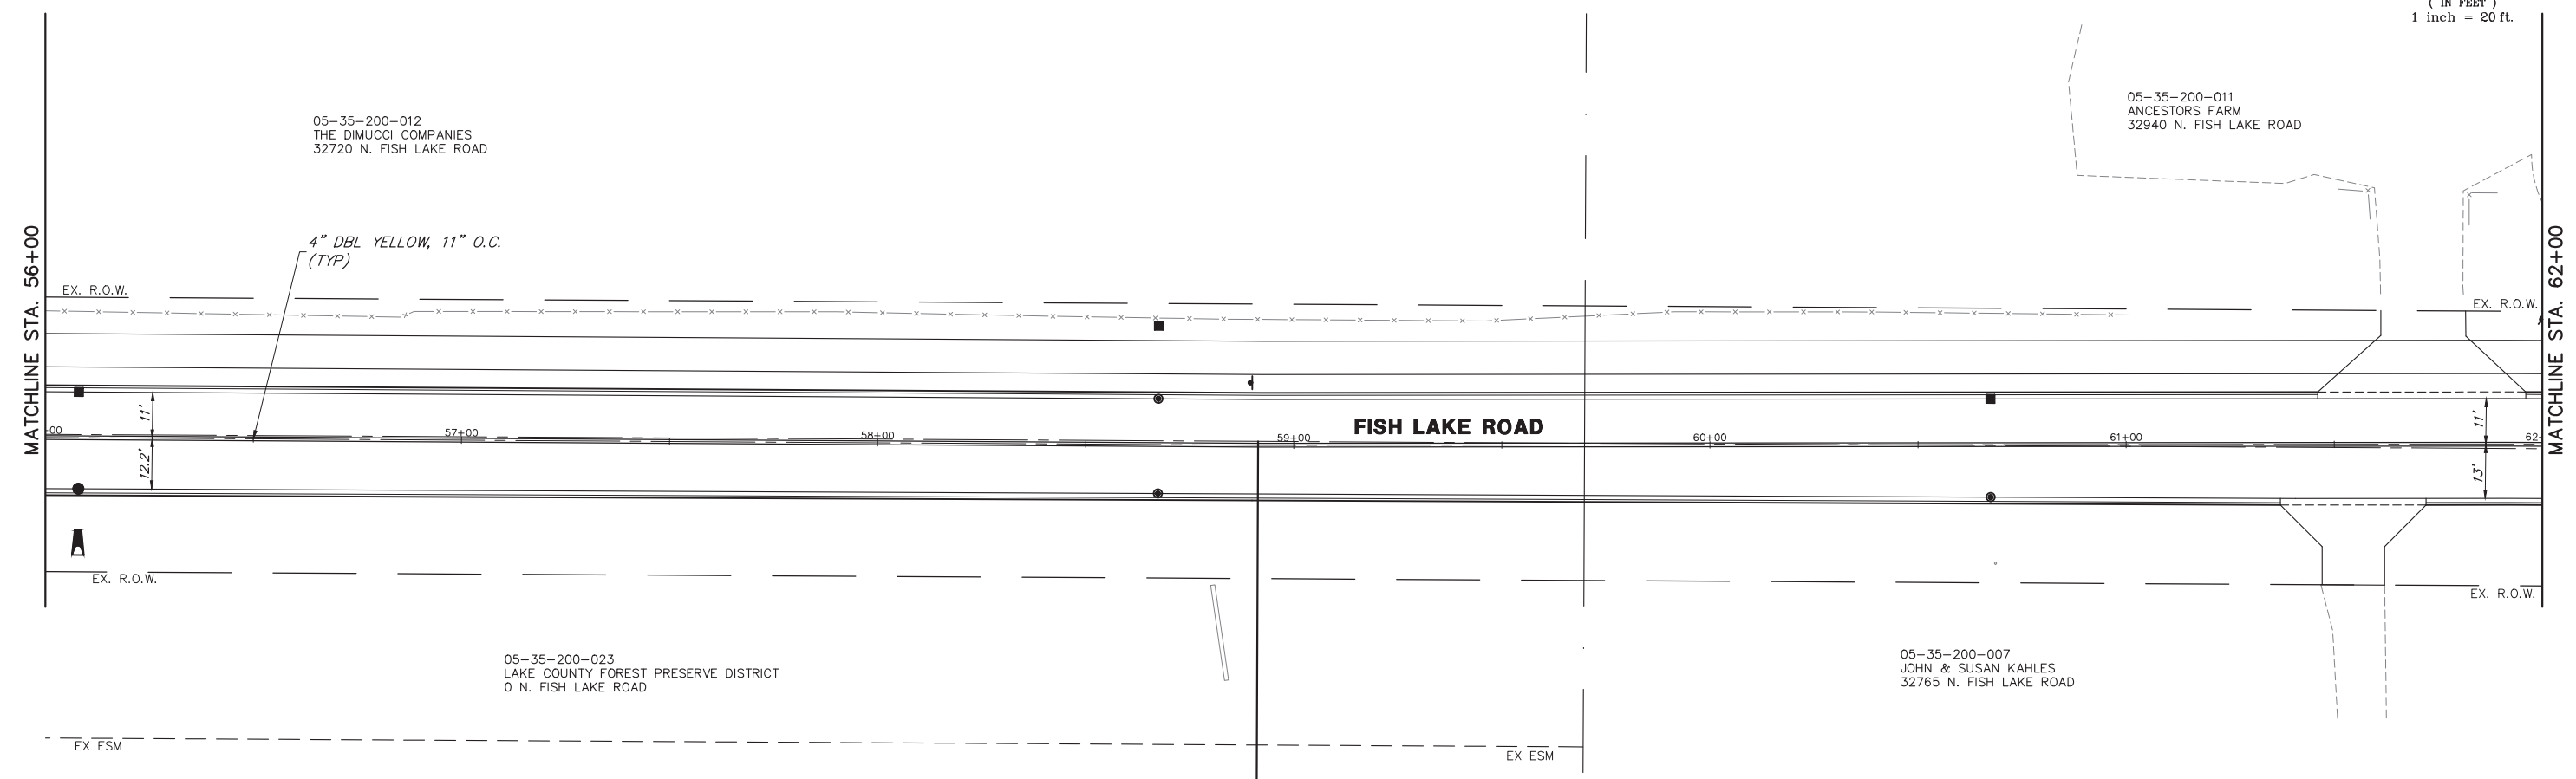 ( IN FEET )
1 inch = 20 ft.
05-35-200-012
THE DIMUCCI COMPANIES
32720 N. FISH LAKE ROAD
05-35-200-011
ANCESTORS FARM
32940 N. FISH LAKE ROAD
MATCHLINE STA. 56+00
MATCHLINE STA. 62+00
4" DBL YELLOW, 11" O.C.
(TYP)
EX. R.O.W.
EX. R.O.W.
11'
12.2'
00
57+00
58+00
59+00
FISH LAKE ROAD
60+00
61+00
62
11'
13'
EX. R.O.W.
EX. R.O.W.
05-35-200-023
LAKE COUNTY FOREST PRESERVE DISTRICT
0 N. FISH LAKE ROAD
05-35-200-007
JOHN & SUSAN KAHLES
32765 N. FISH LAKE ROAD
EX ESM
EX ESM